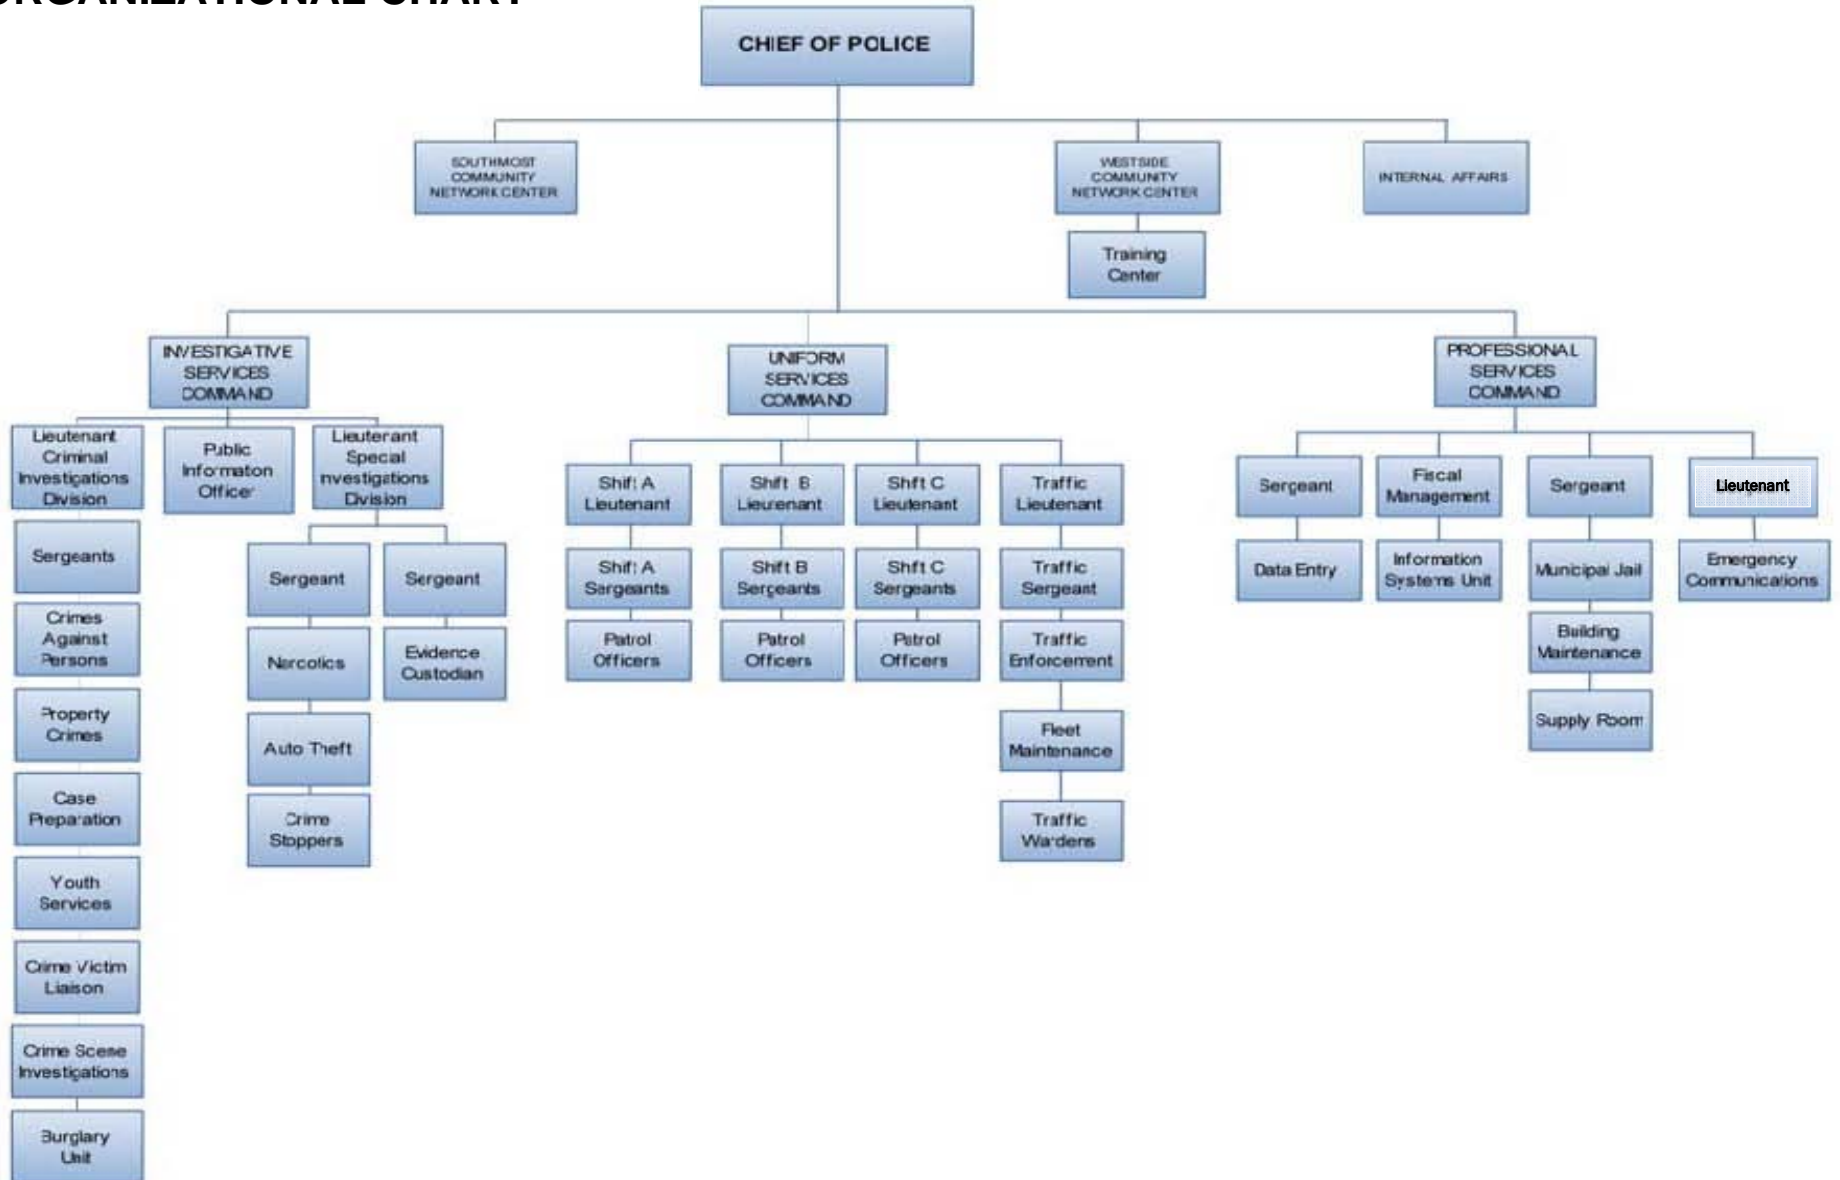 ORGANIZATIONAL CHART
CHIEF OF POLICE
SOUTHMOST
COMMUNITY
NETWORK CENTER
WESTSIDE
COMMUNITY
NETWORK CENTER
INTERNAL AFFAIRS
Training
Center
INVESTIGATIVE
SERVICES
COMMAND
UNIFORM
SERVICES
COMMAND
PROFESSIONAL
SERVICES
COMMAND
Lieutenant
Criminal
Investigations
Division
Public
Information
Officer
Lieutenant
Special
Investigations
Division
Sergeants
Crimes
Against
Persons
Property
Crimes
Case
Preparation
Youth
Services
Crime Victim
Liaison
Crime Scene
Investigations
Burglary
Unit
Sergeant
Narcotics
Auto Theft
Crime
Stoppers
Sergeant
Evidence
Custodian
Shift A
Lieutenant
Shift A
Sergeants
Patrol
Officers
Shift B
Lieutenant
Shift B
Sergeants
Patrol
Officers
Shift C
Lieutenant
Shift C
Sergeants
Patrol
Officers
Traffic
Lieutenant
Traffic
Sergeant
Traffic
Enforcement
Fleet
Maintenance
Traffic
Wardens
Sergeant
Data Entry
Fiscal
Management
Information
Systems Unit
Sergeant
Municipal Jail
Building
Maintenance
Supply Room
Lieutenant
Emergency
Communications